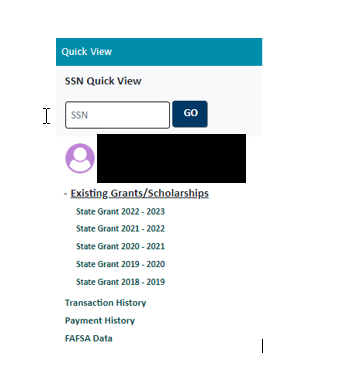 Quick View
SSN Quick View
SSN GO
- Existing Grants/Scholarships
State Grant 2022 - 2023
State Grant 2021 - 2022
State Grant 2020 - 2021
State Grant 2019 - 2020
State Grant 2018 - 2019
Transaction History
Payment History
FAFSA Data